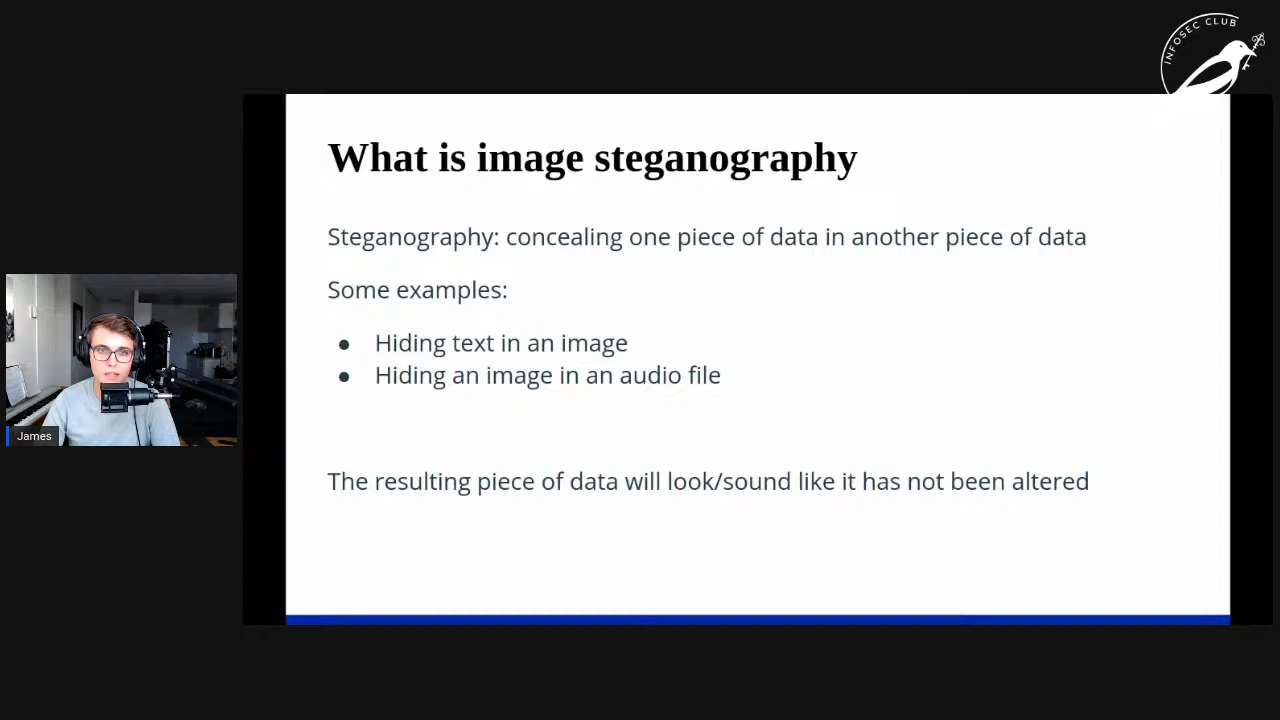 INFOSEC CLUB
What is image steganography
Steganography: concealing one piece of data in another piece of data
Some examples:
● Hiding text in an image
● Hiding an image in an audio file
The resulting piece of data will look/sound like it has not been altered
James